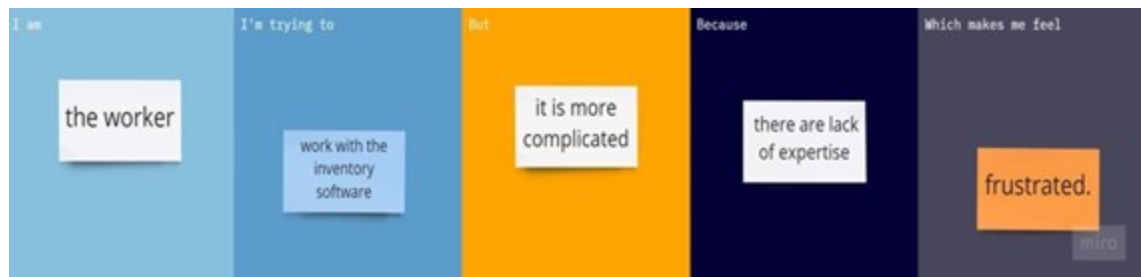 I am
the worker
I'm trying to
work with the
inventory
software
But
it is more
complicated
Because
there are lack
of expertise
Which makes me feel
frustrated.
miro